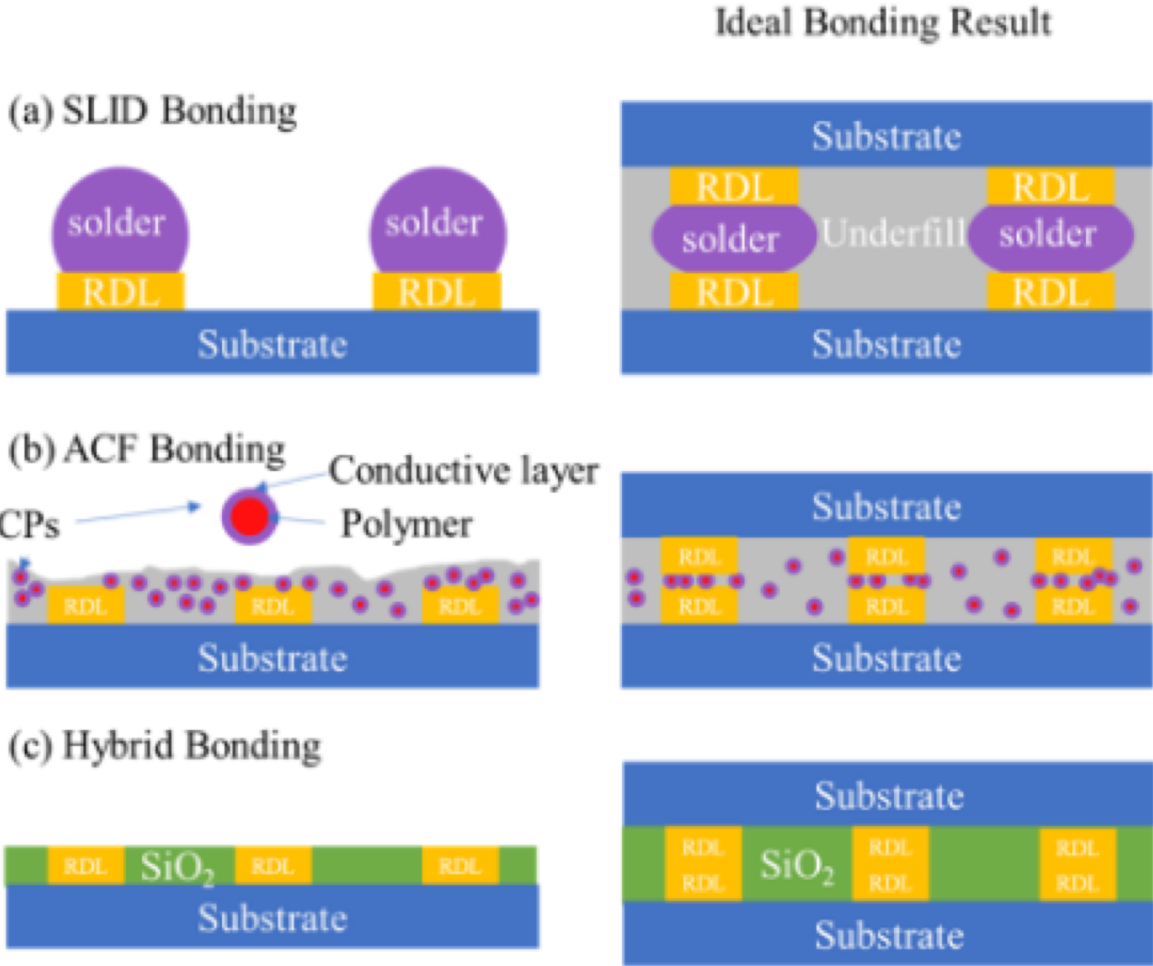 Ideal Bonding Result
(a) SLID Bonding
solder
solder
RDL
RDL
Substrate
Substrate
RDL
RDL
solder
Underfill
solder
RDL
RDL
Substrate
(b) ACF Bonding
Conductive layer
CPs
Polymer
RDL
RDL
RDL
Substrate
Substrate
RDL
RDL
RDL
RDL
RDL
RDL
Substrate
(c) Hybrid Bonding
RDL
SiO₂
RDL
RDL
Substrate
Substrate
RDL
RDL
RDL
SiO₂
RDL
RDL
RDL
Substrate